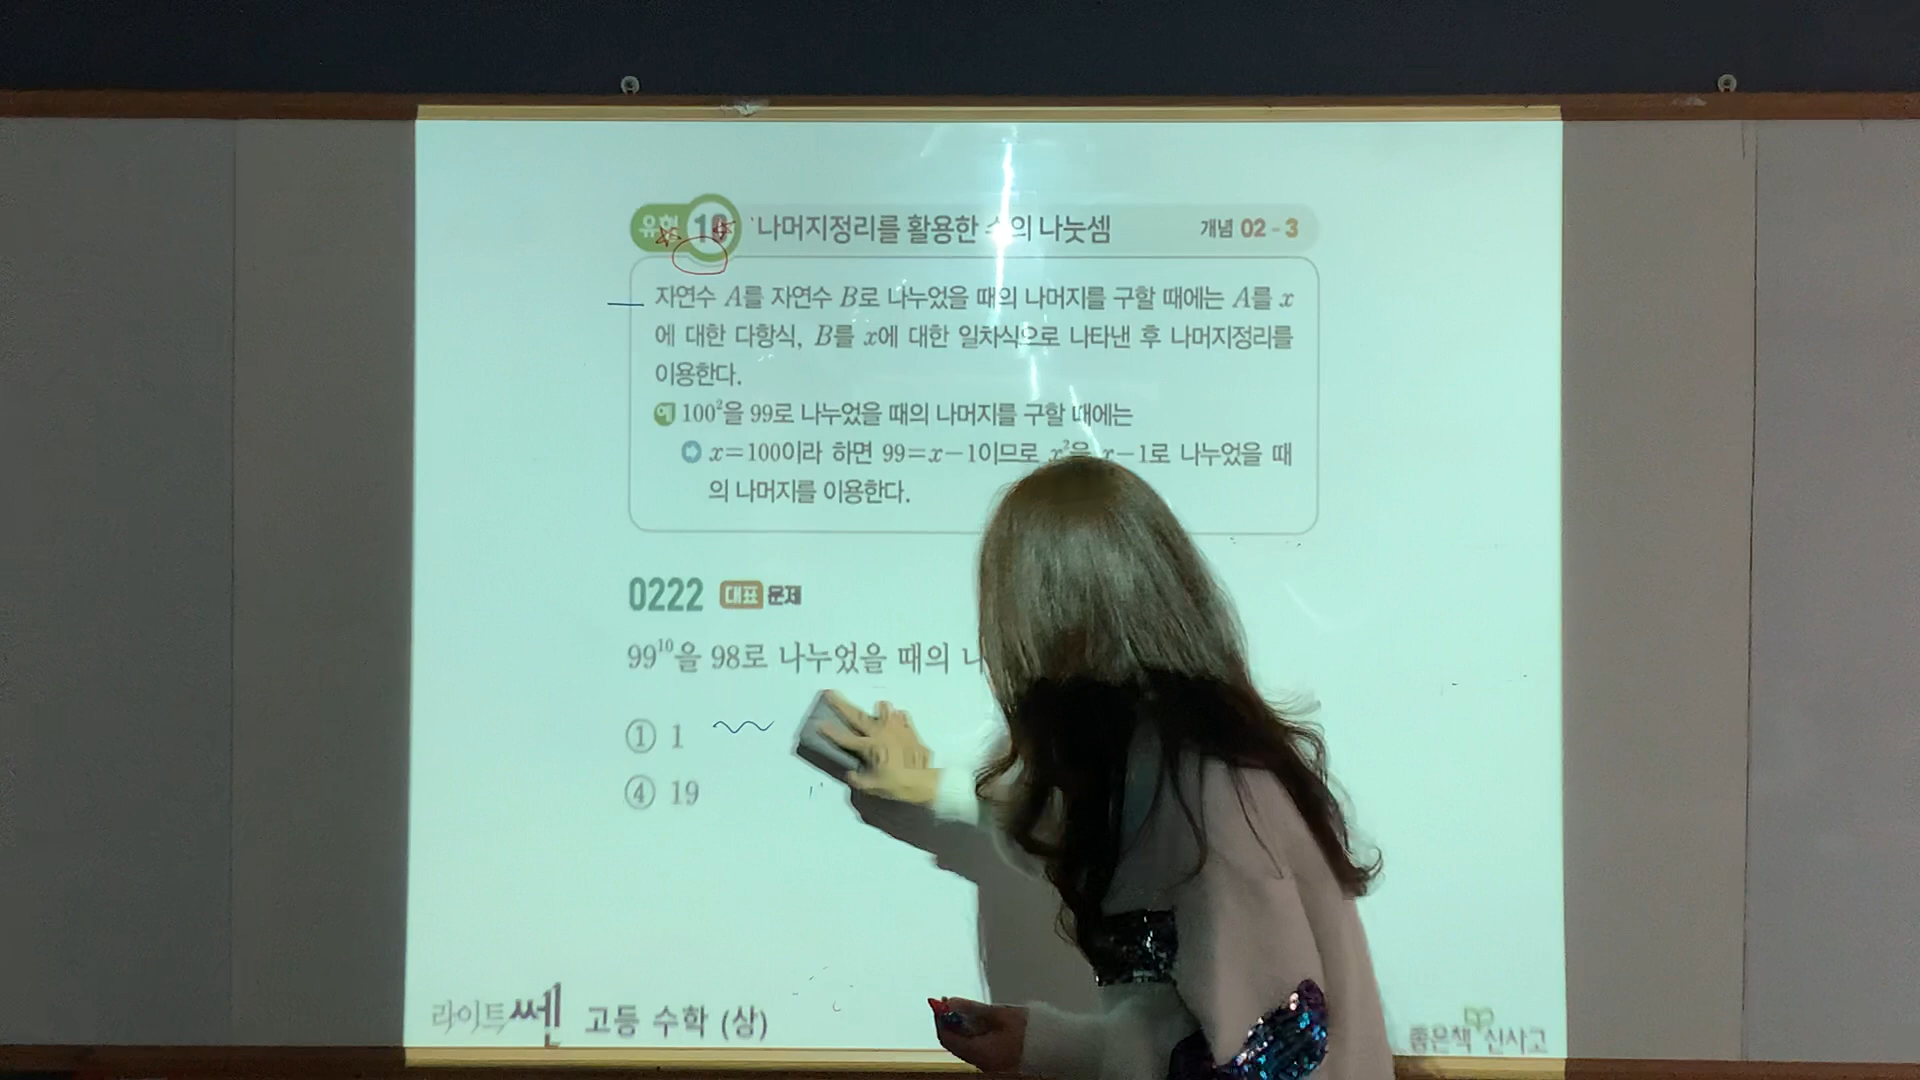 유형 10 나머지정리를 활용한 수의 나눗셈 개념 02-3
자연수 A를 자연수 B로 나누었을 때의 나머지를 구할 때에는 A를 x
에 대한 다항식, B를 x에 대한 일차식으로 나타낸 후 나머지정리를
이용한다.
예 100²을 99로 나누었을 때의 나머지를 구할 때에는
x=100이라 하면 99=x-1이므로 x²을 x-1로 나누었을 때
의 나머지를 이용한다.
0222 대표 문제
99¹⁰을 98로 나누었을 때의
① 1
④ 19
라이트쎈 고등 수학 (상)
좋은책 신사고